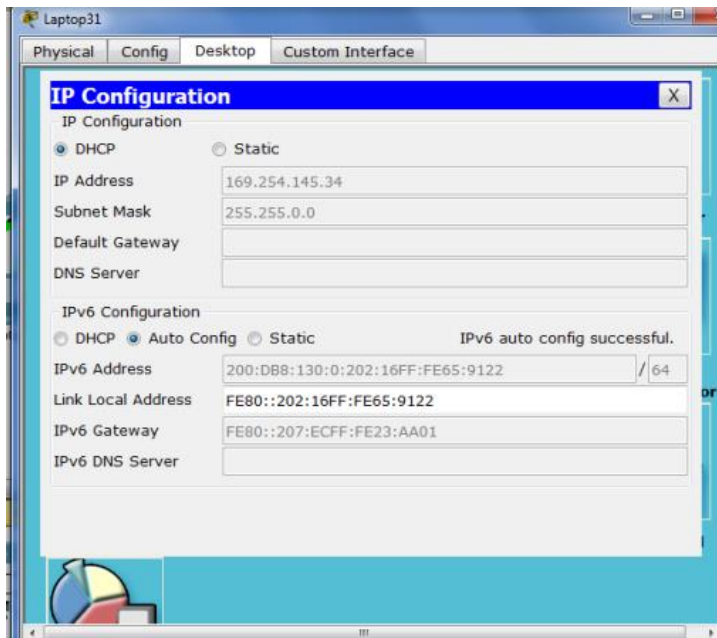 Laptop31
Physical Config Desktop Custom Interface
IP Configuration X
IP Configuration
DHCP Static
IP Address 169.254.145.34
Subnet Mask 255.255.0.0
Default Gateway
DNS Server
IPv6 Configuration
DHCP Auto Config Static IPv6 auto config successful.
IPv6 Address 200:DB8:130:0:202:16FF:FE65:9122 / 64
Link Local Address FE80::202:16FF:FE65:9122
IPv6 Gateway FE80::207:ECFF:FE23:AA01
IPv6 DNS Server
or